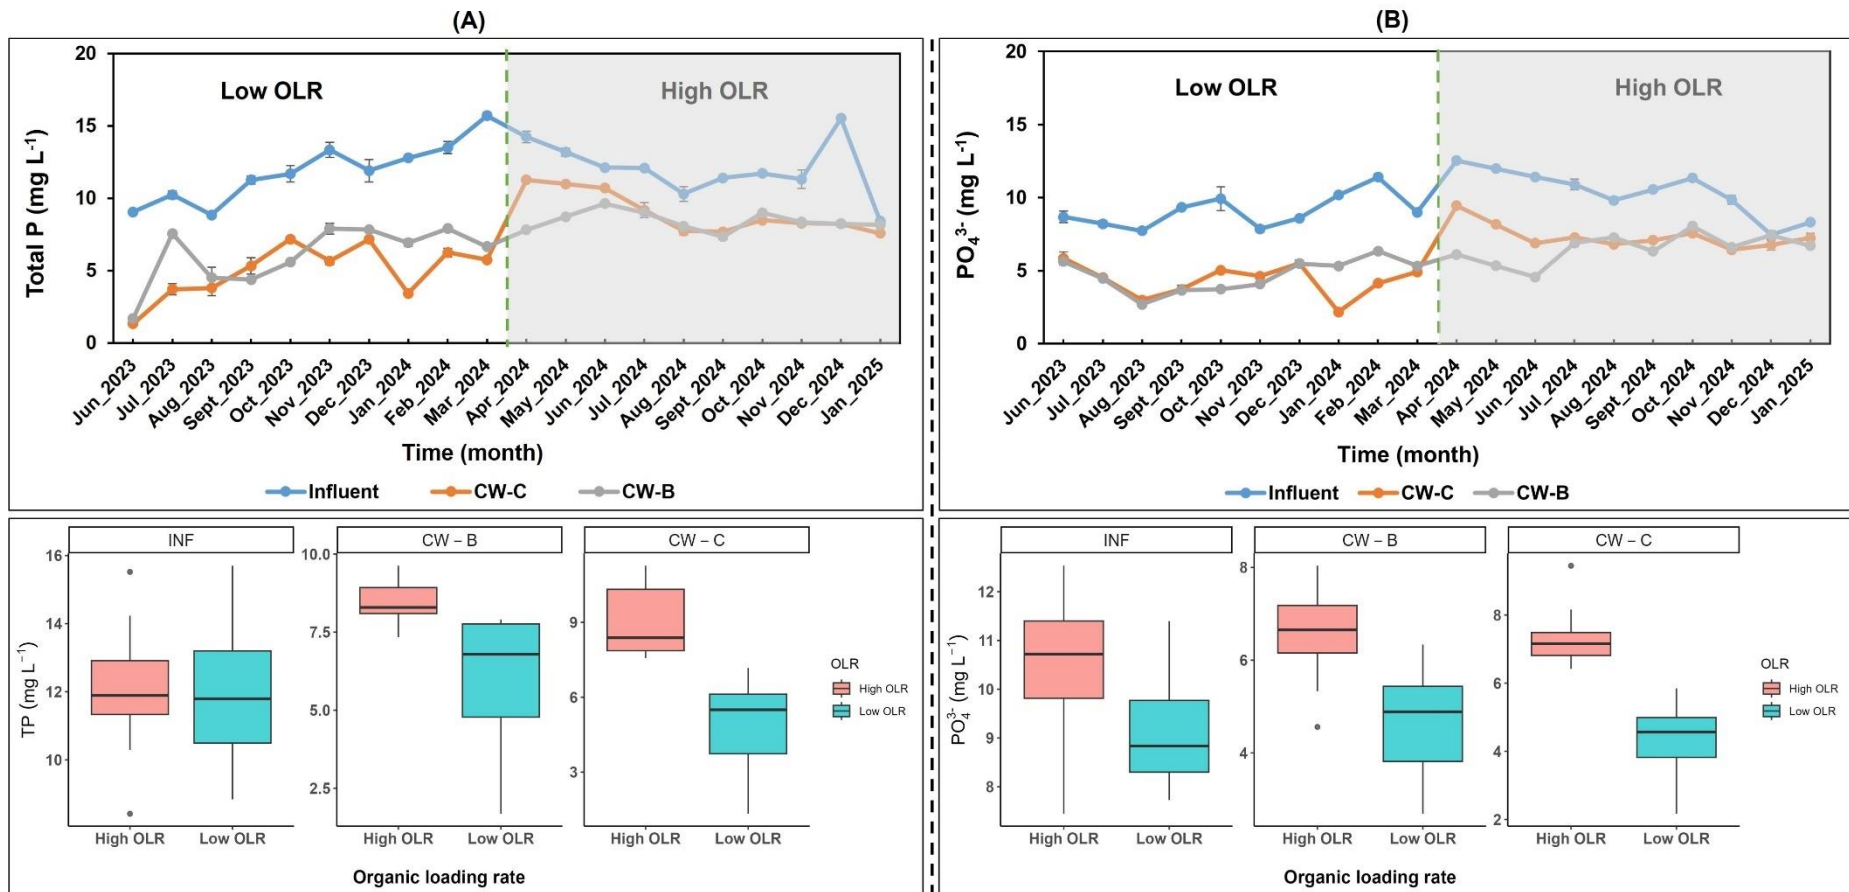 (A)
Total P (mg L-1)
20
15
10
5
0
Low OLR
High OLR
Jun_2023
Jul_2023
Aug_2023
Sept_2023
Oct_2023
Nov_2023
Dec_2023
Jan_2024
Feb_2024
Mar_2024
Apr_2024
May_2024
Jun_2024
Jul_2024
Aug_2024
Sept_2024
Oct_2024
Nov_2024
Dec_2024
Jan_2025
Time (month)
Influent CW-C CW-B
INF
CW – B
CW – C
TP (mg L−1)
16
14
12
10
10.0
7.5
5.0
2.5
9
6
3
High OLR Low OLR
High OLR Low OLR
High OLR Low OLR
OLR
High OLR
Low OLR
Organic loading rate
(B)
PO43- (mg L-1)
20
15
10
5
0
Low OLR
High OLR
Jun_2023
Jul_2023
Aug_2023
Sept_2023
Oct_2023
Nov_2023
Dec_2023
Jan_2024
Feb_2024
Mar_2024
Apr_2024
May_2024
Jun_2024
Jul_2024
Aug_2024
Sept_2024
Oct_2024
Nov_2024
Dec_2024
Jan_2025
Time (month)
Influent CW-C CW-B
INF
CW – B
CW – C
PO43- (mg L−1)
12
11
10
9
8
8
6
4
8
6
4
2
High OLR Low OLR
High OLR Low OLR
High OLR Low OLR
OLR
High OLR
Low OLR
Organic loading rate